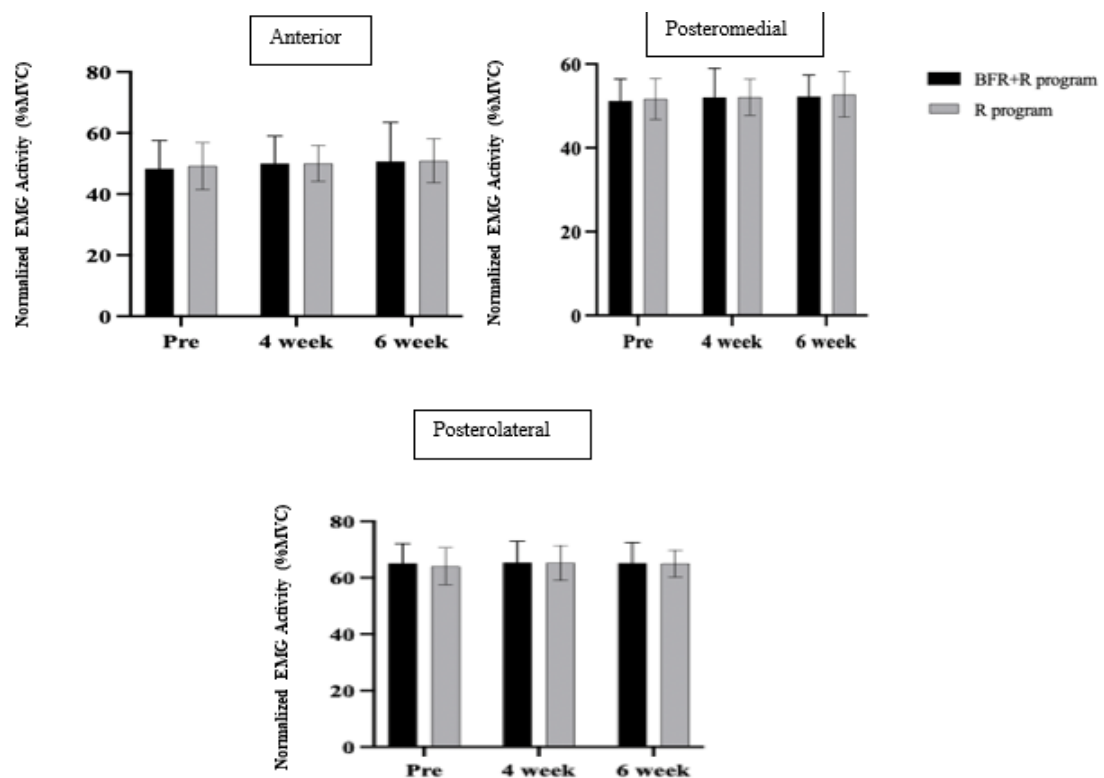 Anterior
Normalized EMG Activity (%MVC)
80
60
40
20
0
Pre 4 week 6 week
Posteromedial
Normalized EMG Activity (%MVC)
60
40
20
0
Pre 4 week 6 week
BFR+R program
R program
Posterolateral
Normalized EMG Activity (%MVC)
80
60
40
20
0
Pre 4 week 6 week